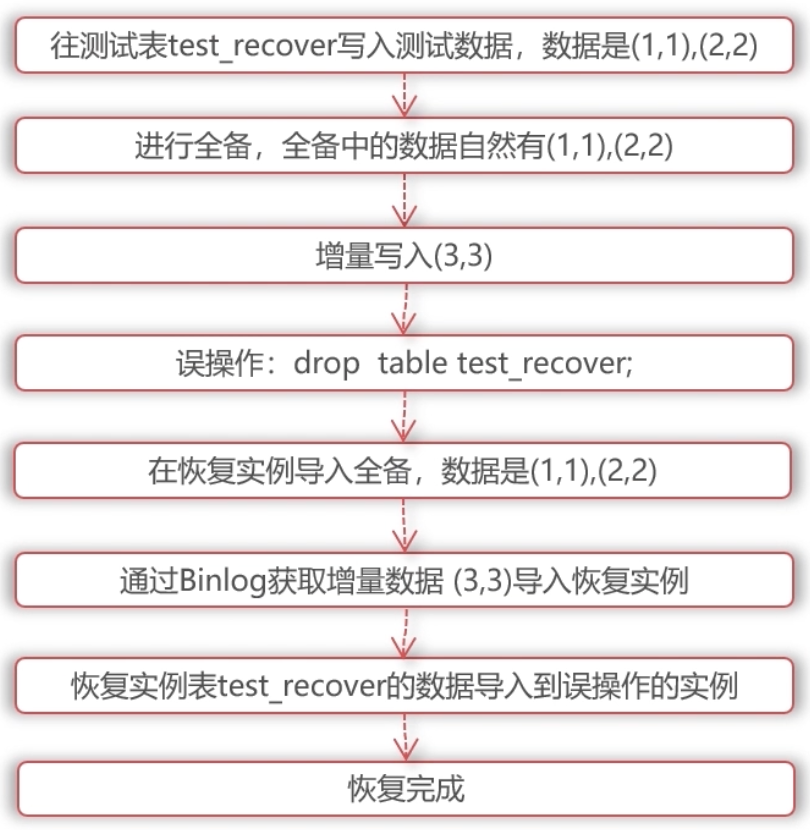 往测试表test_recover写入测试数据，数据是(1,1),(2,2)
进行全备，全备中的数据自然有(1,1),(2,2)
增量写入(3,3)
误操作：drop  table test_recover;
在恢复实例导入全备，数据是(1,1),(2,2)
通过Binlog获取增量数据 (3,3)导入恢复实例
恢复实例表test_recover的数据导入到误操作的实例
恢复完成